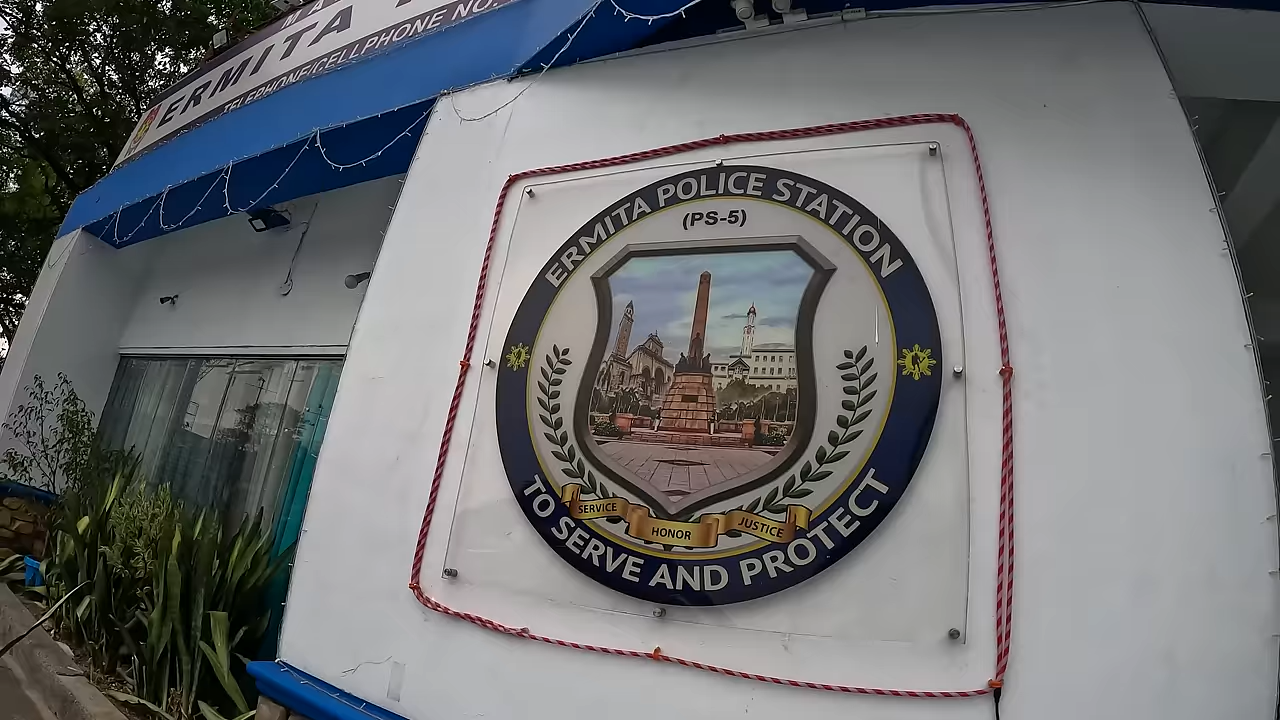 ERMITA
TELEPHONE/CELLPHONE NO.
ERMITA POLICE STATION
(PS-5)
SERVICE
HONOR
JUSTICE
TO SERVE AND PROTECT